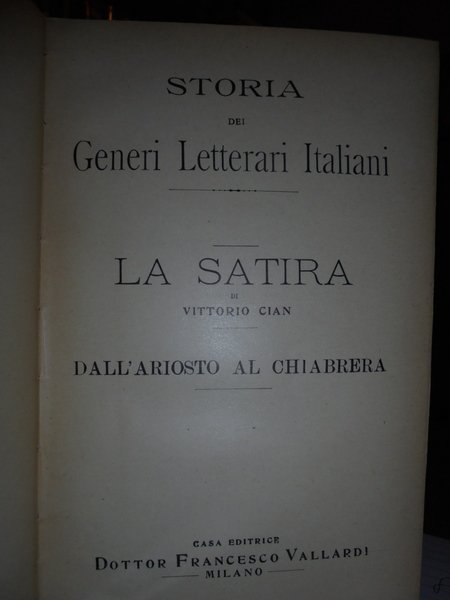 STORIA
DEI
Generi Letterari Italiani
LA SATIRA
DI
VITTORIO CIAN
DALL'ARIOSTO AL CHIABRERA
CASA EDITRICE
DOTTOR FRANCESCO VALLARDI
MILANO